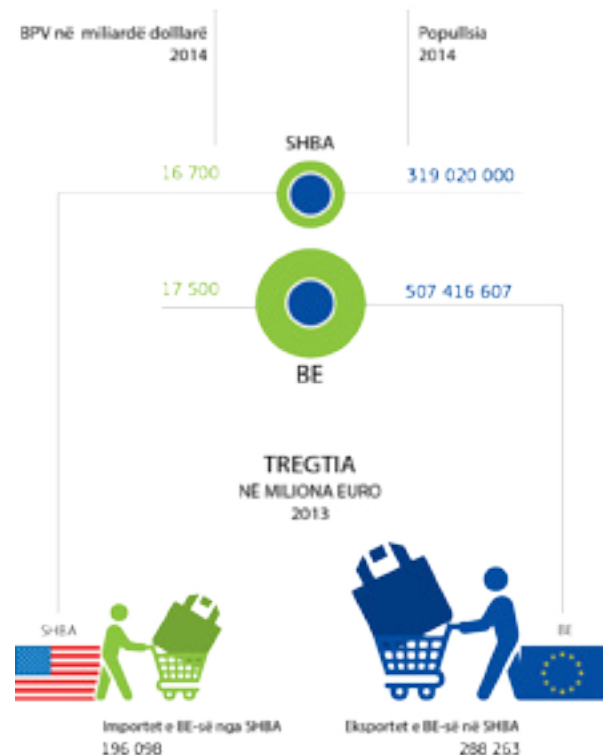 BPV në miliardë dolllarë
2014
Popullsia
2014
SHBA
16 700
319 020 000
17 500
507 416 607
BE
TREGTIA
NË MILIONA EURO
2013
SHBA
BE
Importet e BE-së nga SHBA
196 098
Eksportet e BE-së në SHBA
288 263